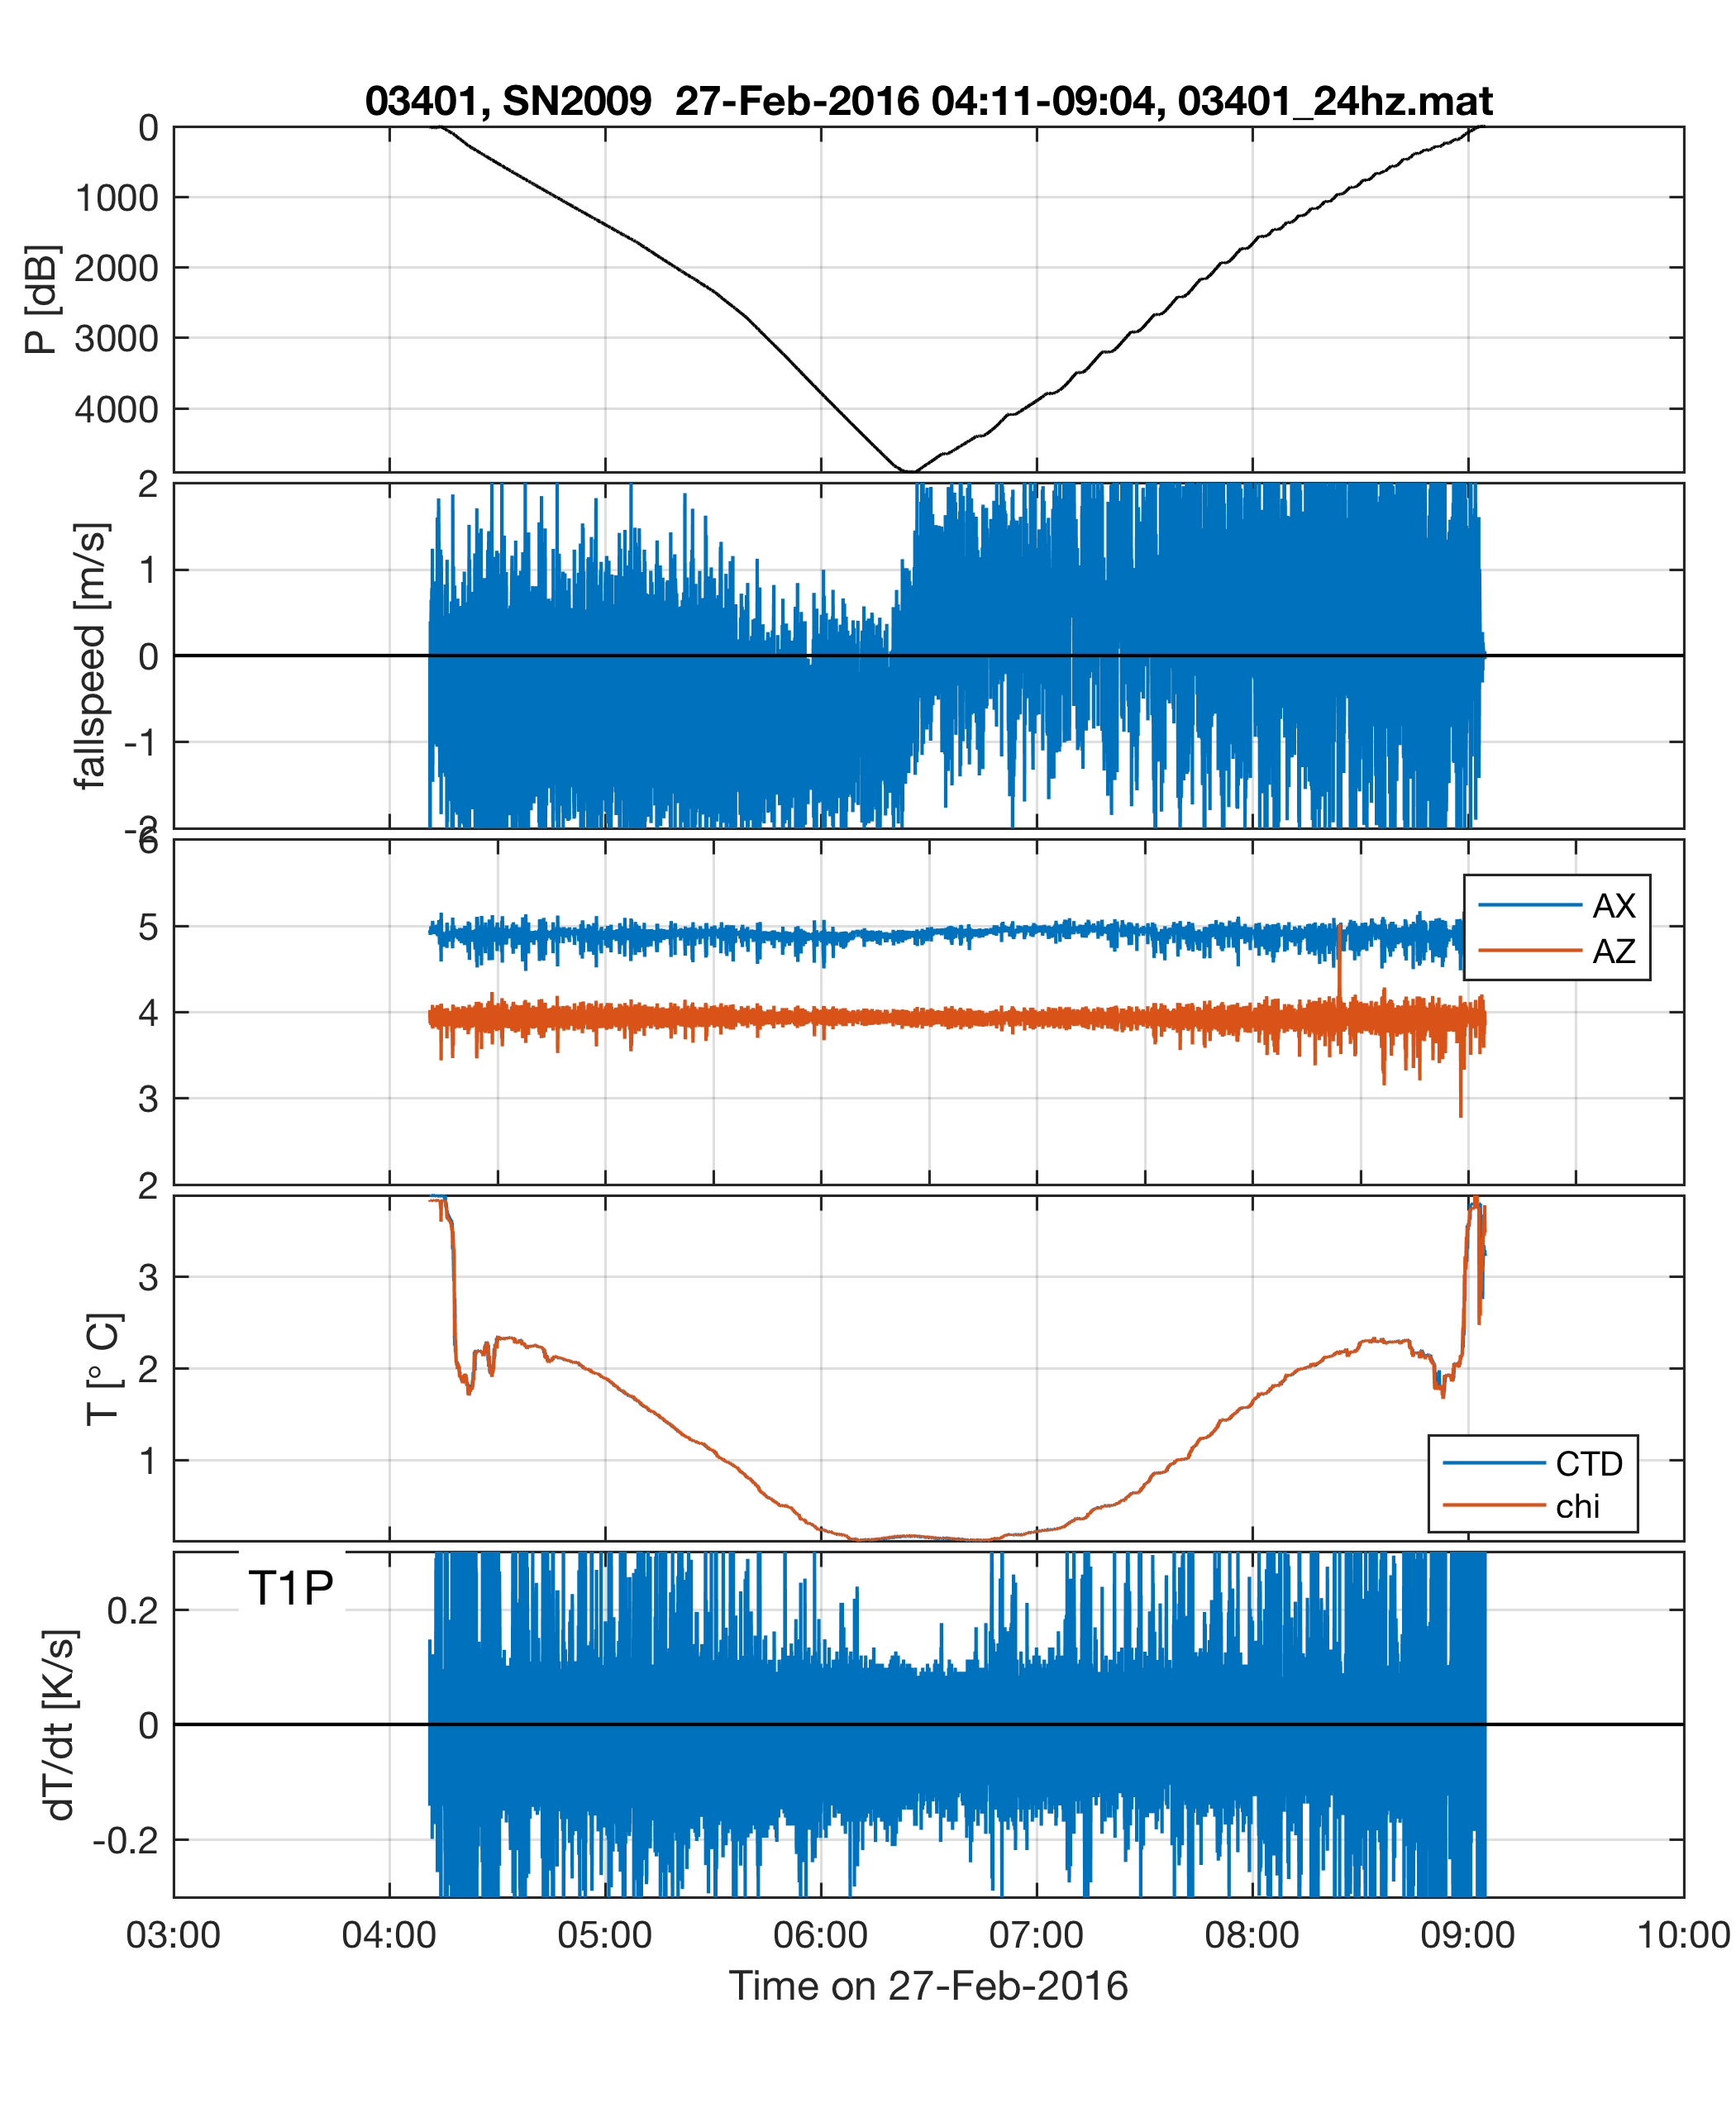 03401, SN2009  27-Feb-2016 04:11-09:04, 03401_24hz.mat
0
1000
2000
3000
4000
P [dB]
2
1
0
-1
-2
fallspeed [m/s]
6
5
4
3
2
AX
AZ
3
2
1
T [° C]
CTD
chi
T1P
0.2
0
-0.2
dT/dt [K/s]
03:00 04:00 05:00 06:00 07:00 08:00 09:00 10:00
Time on 27-Feb-2016